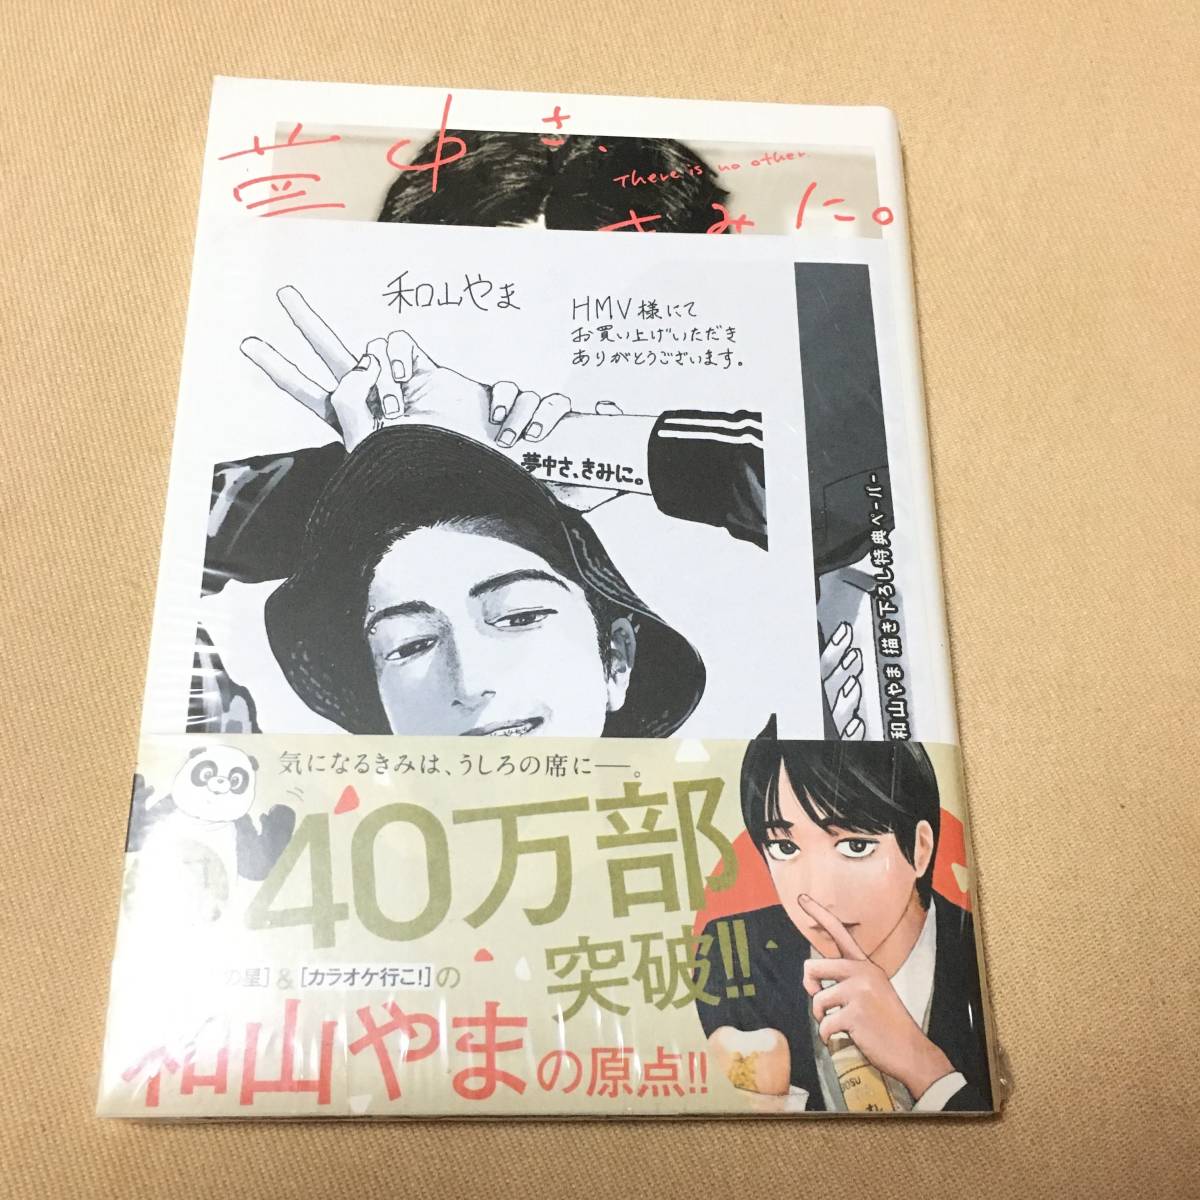 夢中さ、
There is no other.
きみに。
和山やま
HMV様にて
お買い上げいただき
ありがとうございます。
夢中さ、きみに。
和山やま 描き下ろし特典ペーパー
気になるきみは、うしろの席に──。
40万部
突破!!
の星］&［カラオケ行こ!］の
和山やまの原点!!